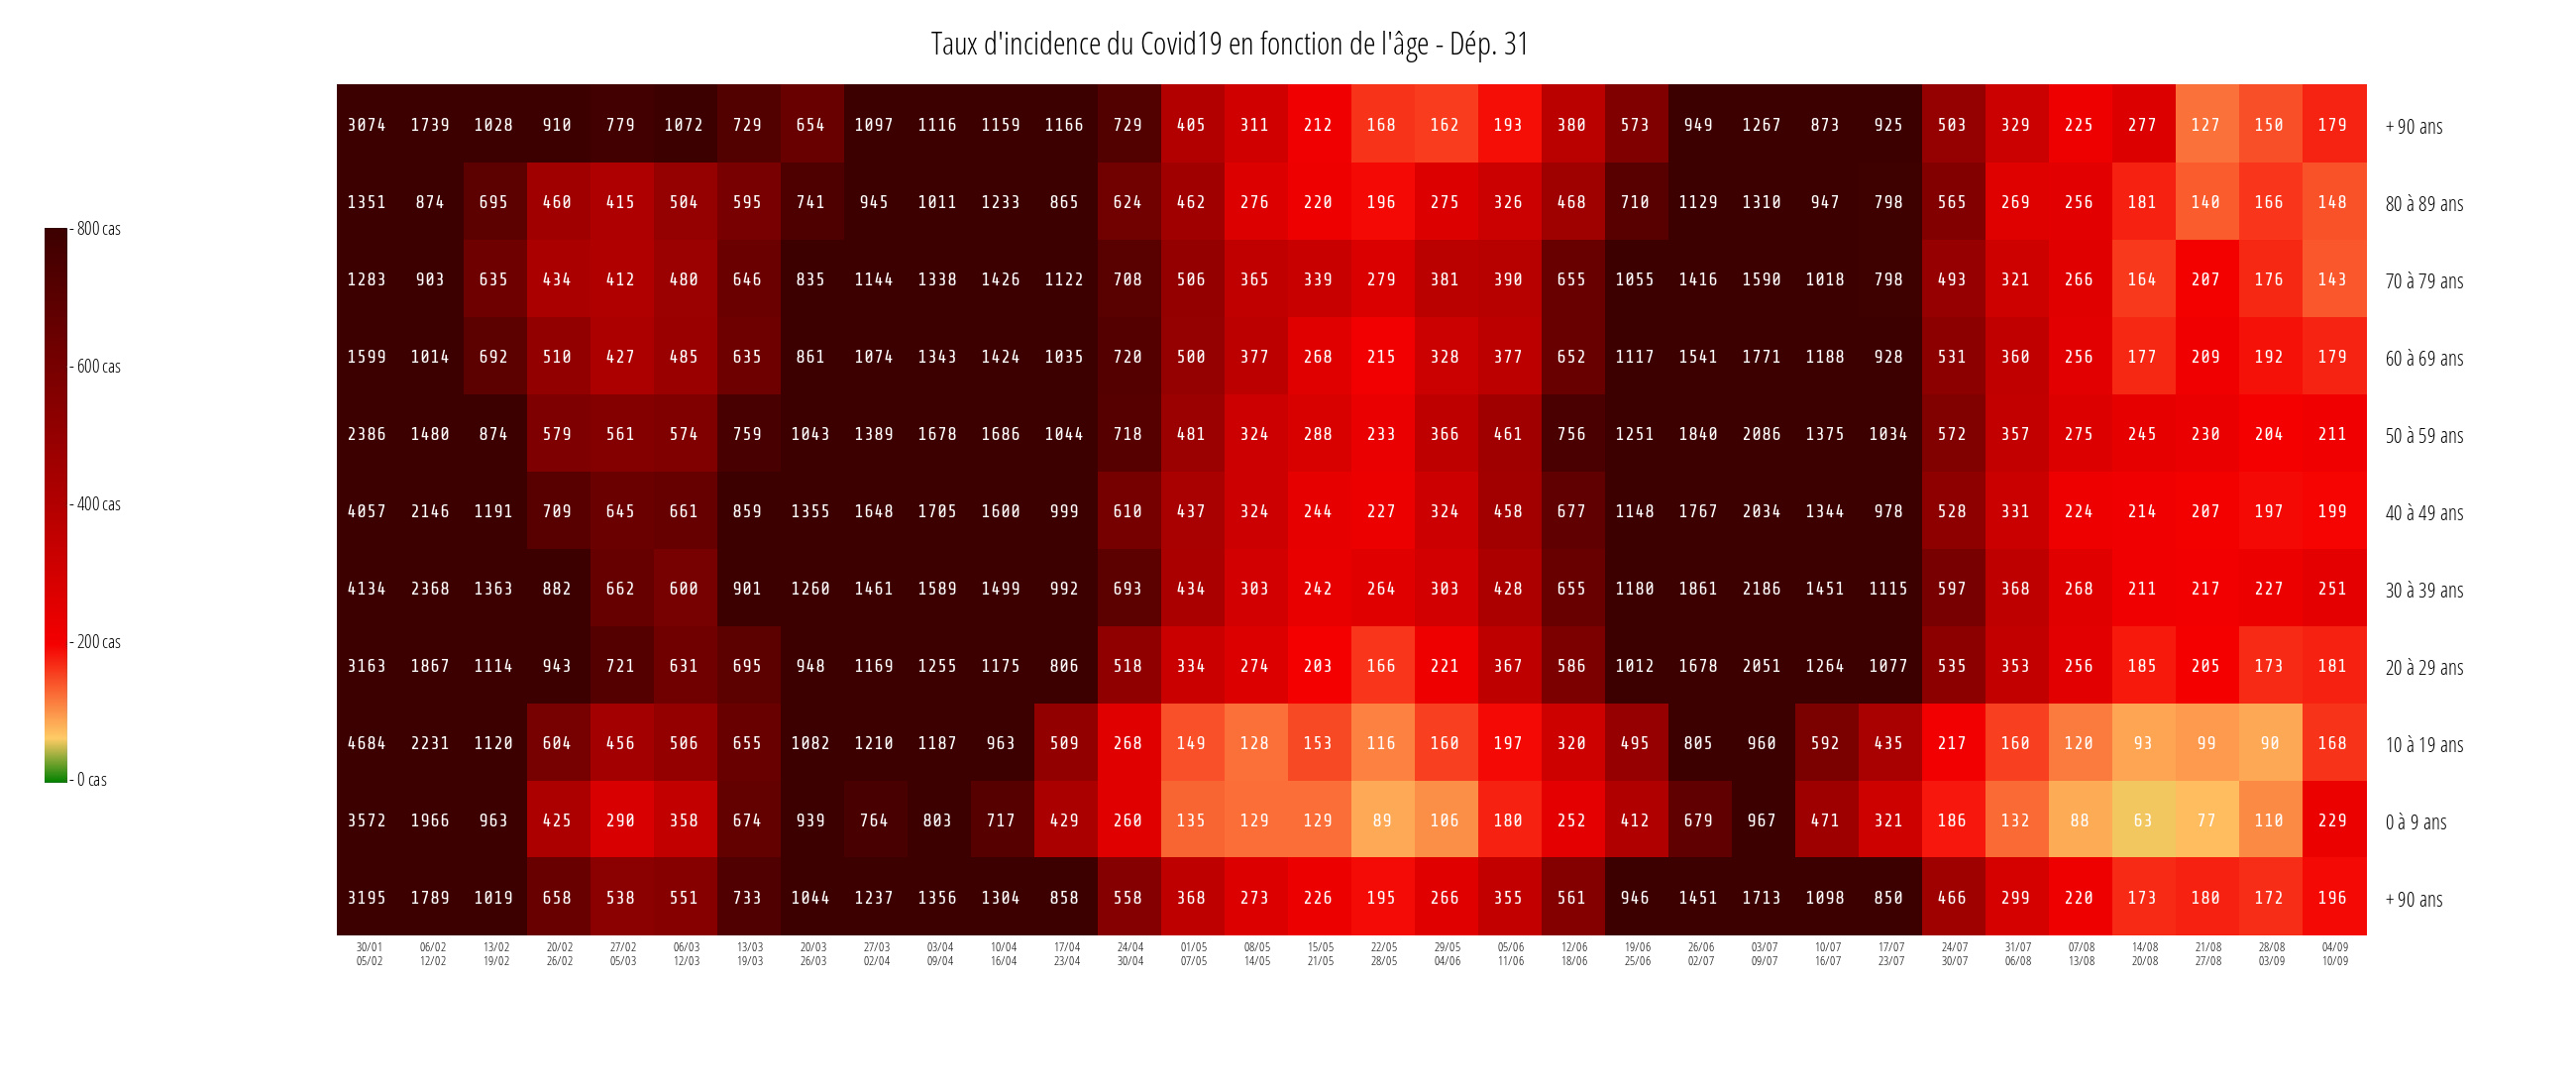 Taux d'incidence du Covid19 en fonction de l'âge - Dép. 31
3074 1739 1028 910 779 1072 729 654 1097 1116 1159 1166 729 405 311 212 168 162 193 380 573 949 1267 873 925 503 329 225 277 127 150 179 + 90 ans
1351 874 695 460 415 504 595 741 945 1011 1233 865 624 462 276 220 196 275 326 468 710 1129 1310 947 798 565 269 256 181 140 166 148 80 à 89 ans
- 800 cas
1283 903 635 434 412 480 646 835 1144 1338 1426 1122 708 506 365 339 279 381 390 655 1055 1416 1590 1018 798 493 321 266 164 207 176 143 70 à 79 ans
1599 1014 692 510 427 485 635 861 1074 1343 1424 1035 720 500 377 268 215 328 377 652 1117 1541 1771 1188 928 531 360 256 177 209 192 179 60 à 69 ans
- 600 cas
2386 1480 874 579 561 574 759 1043 1389 1678 1686 1044 718 481 324 288 233 366 461 756 1251 1840 2086 1375 1034 572 357 275 245 230 204 211 50 à 59 ans
- 400 cas
4057 2146 1191 709 645 661 859 1355 1648 1705 1600 999 610 437 324 244 227 324 458 677 1148 1767 2034 1344 978 528 331 224 214 207 197 199 40 à 49 ans
4134 2368 1363 882 662 600 901 1260 1461 1589 1499 992 693 434 303 242 264 303 428 655 1180 1861 2186 1451 1115 597 368 268 211 217 227 251 30 à 39 ans
- 200 cas
3163 1867 1114 943 721 631 695 948 1169 1255 1175 806 518 334 274 203 166 221 367 586 1012 1678 2051 1264 1077 535 353 256 185 205 173 181 20 à 29 ans
4684 2231 1120 604 456 506 655 1082 1210 1187 963 509 268 149 128 153 116 160 197 320 495 805 960 592 435 217 160 120 93 99 90 168 10 à 19 ans
- 0 cas
3572 1966 963 425 290 358 674 939 764 803 717 429 260 135 129 129 89 106 180 252 412 679 967 471 321 186 132 88 63 77 110 229 0 à 9 ans
3195 1789 1019 658 538 551 733 1044 1237 1356 1304 858 558 368 273 226 195 266 355 561 946 1451 1713 1098 850 466 299 220 173 180 172 196 + 90 ans
30/01 06/02 13/02 20/02 27/02 06/03 13/03 20/03 27/03 03/04 10/04 17/04 24/04 01/05 08/05 15/05 22/05 29/05 05/06 12/06 19/06 26/06 03/07 10/07 17/07 24/07 31/07 07/08 14/08 21/08 28/08 04/09
05/02 12/02 19/02 26/02 05/03 12/03 19/03 26/03 02/04 09/04 16/04 23/04 30/04 07/05 14/05 21/05 28/05 04/06 11/06 18/06 25/06 02/07 09/07 16/07 23/07 30/07 06/08 13/08 20/08 27/08 03/09 10/09